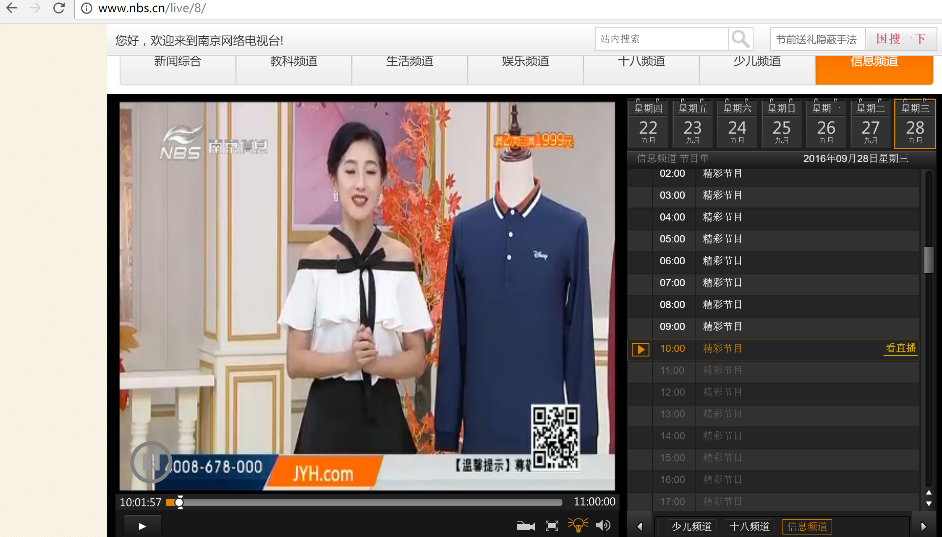 www.nbs.cn/live/8/
您好，欢迎来到南京网络电视台!
站内搜索
节前送礼隐蔽手法
国搜一下
新闻综合
教科频道
生活频道
娱乐频道
十八频道
少儿频道
信息频道
NBS 南京信息
1999元
Disney
4008-678-000
JYH.com
【温馨提示】尊
10:01:57
11:00:00
星期四
星期五
星期六
星期日
星期一
星期二
星期三
22
23
24
25
26
27
28
九月
九月
九月
九月
九月
九月
九月
信息频道 节目单
2016年09月28日星期三
02:00 精彩节目
03:00 精彩节目
04:00 精彩节目
05:00 精彩节目
06:00 精彩节目
07:00 精彩节目
08:00 精彩节目
09:00 精彩节目
10:00 精彩节目 看直播
11:00 精彩节目
12:00 精彩节目
13:00 精彩节目
14:00 精彩节目
15:00 精彩节目
16:00 精彩节目
17:00 精彩节目
少儿频道
十八频道
信息频道